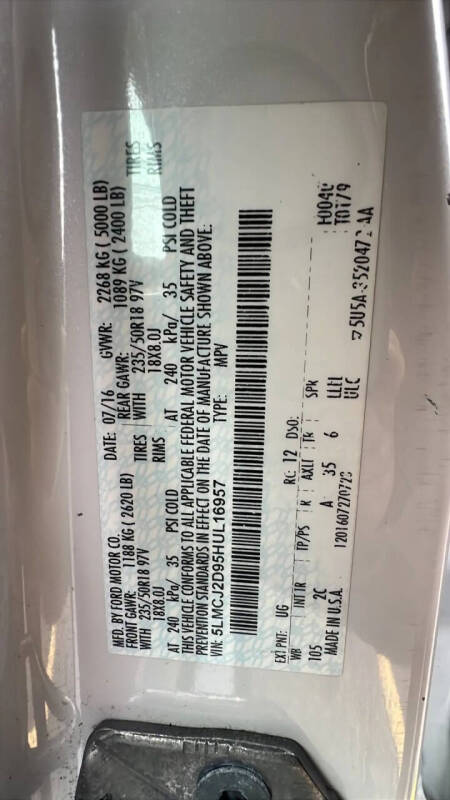 MFD. BY FORD MOTOR CO. DATE: 07/16 GVWR: 2268 KG ( 5000 LB)
FRONT GAWR: 1188 KG ( 2620 LB) REAR GAWR: 1089 KG ( 2400 LB)
WITH 235/50R18 97V TIRES WITH 235/50R18 97V TIRES
18X8.0J RIMS 18X8.0J RIMS
AT 240 kPa/ 35 PSI COLD AT 240 kPa/ 35 PSI COLD
THIS VEHICLE CONFORMS TO ALL APPLICABLE FEDERAL MOTOR VEHICLE SAFETY AND THEFT
PREVENTION STANDARDS IN EFFECT ON THE DATE OF MANUFACTURE SHOWN ABOVE.
VIN: 5LMCJ2D95HUL16957 TYPE: MPV
EXT PNT: UG RC: 12 DSO:
WB INT TR TP/PS R AXLE TR SPR
105 2C A 35 6
MADE IN U.S.A. 120160727072 ULC